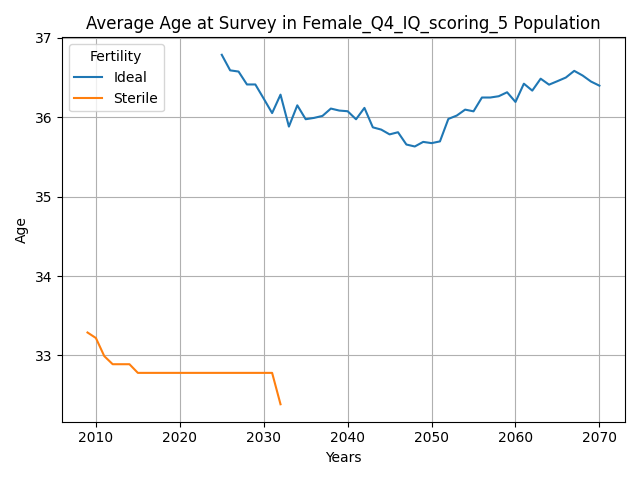 Average Age at Survey in Female_Q4_IQ_scoring_5 Population
Fertility
Ideal
Sterile
37
36
35
34
33
Age
2010 2020 2030 2040 2050 2060 2070
Years